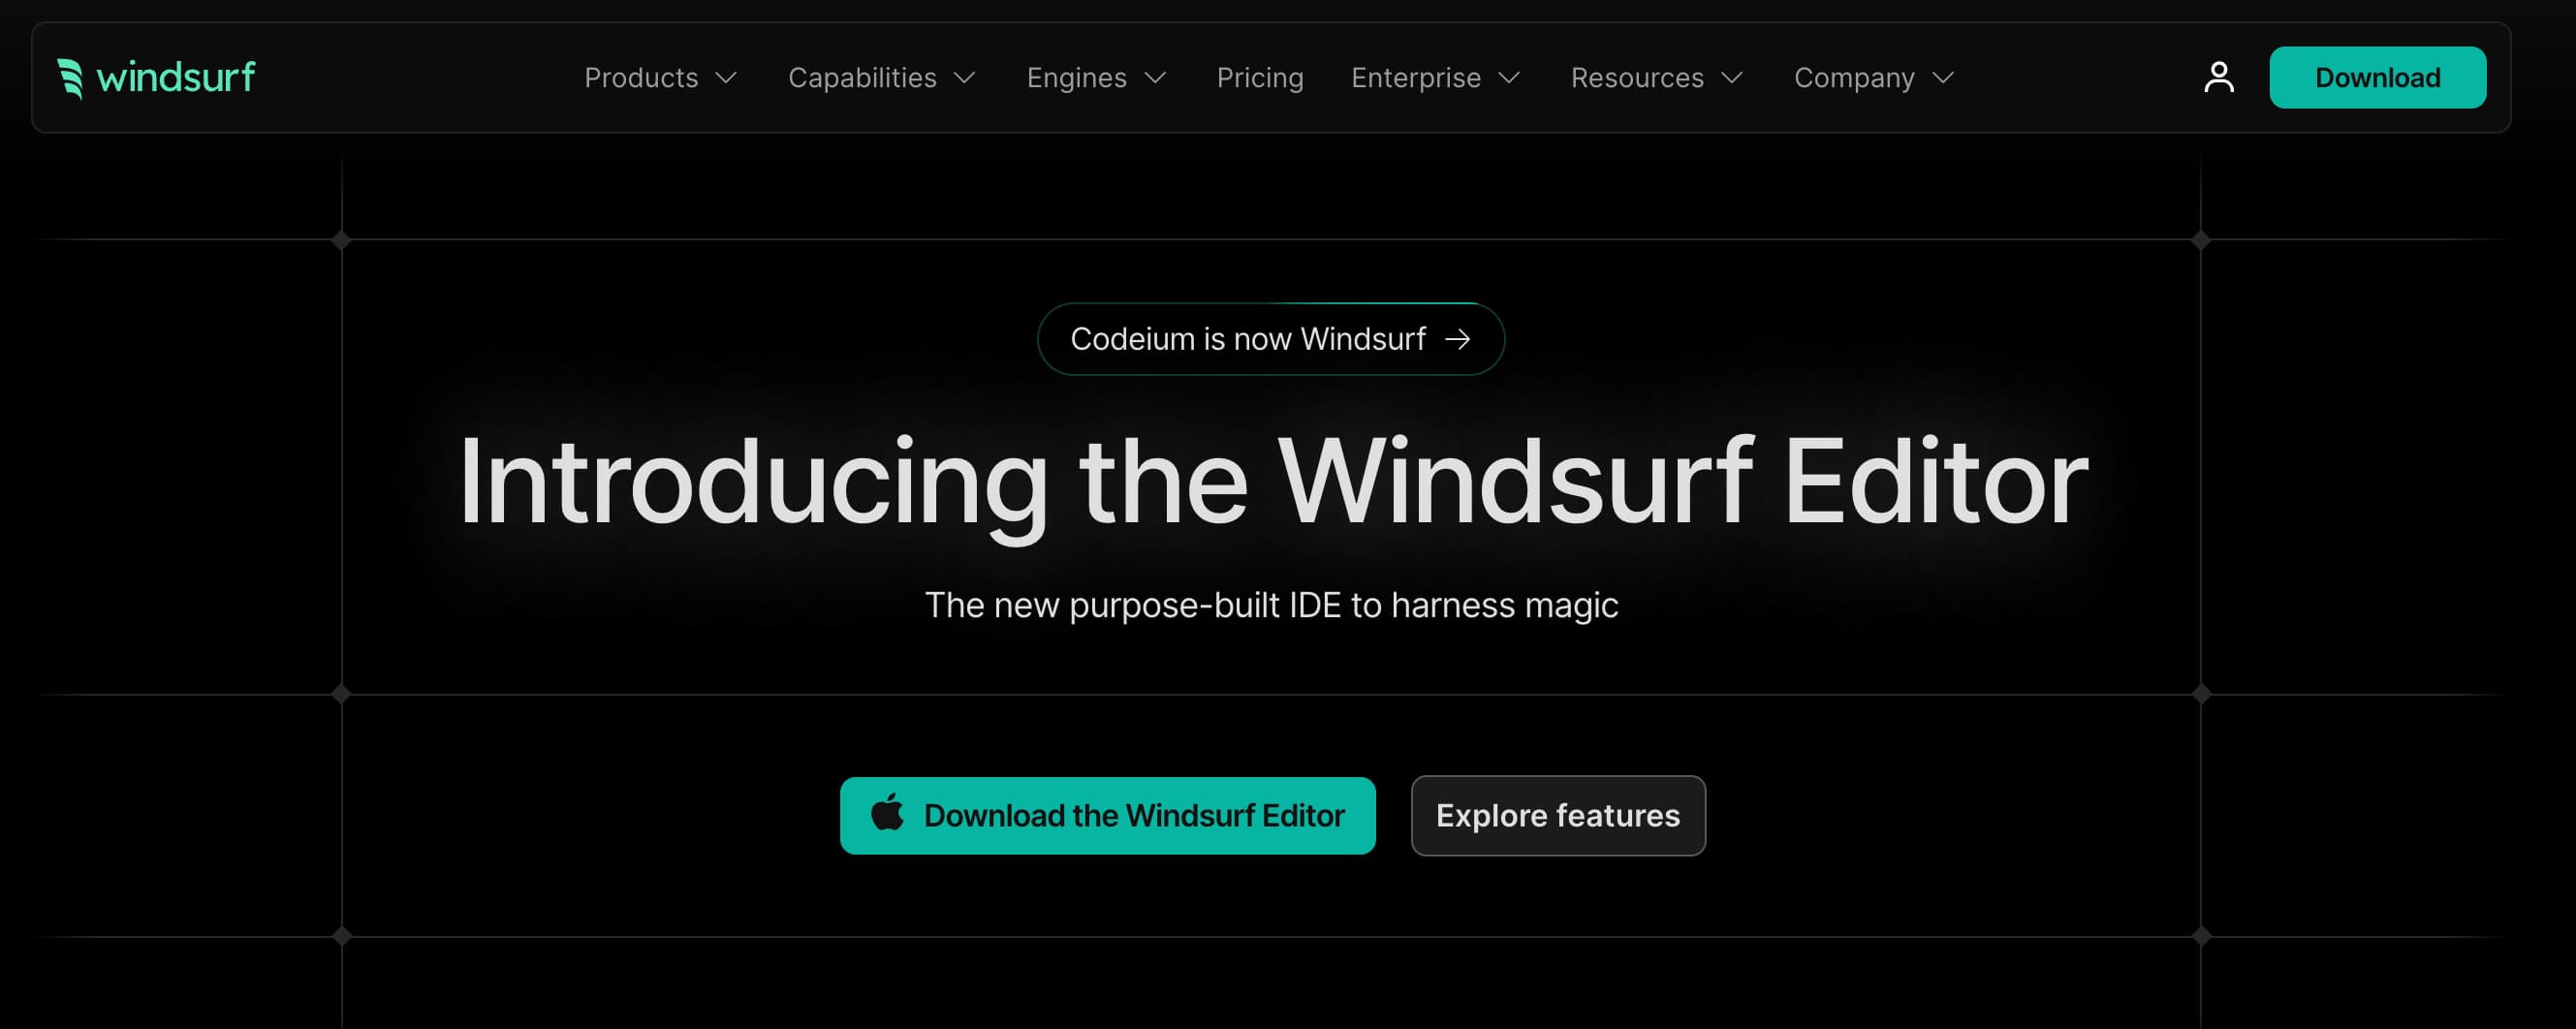 windsurf
Products Capabilities Engines Pricing Enterprise Resources Company Download
Codeium is now Windsurf →
Introducing the Windsurf Editor
The new purpose-built IDE to harness magic
Download the Windsurf Editor
Explore features